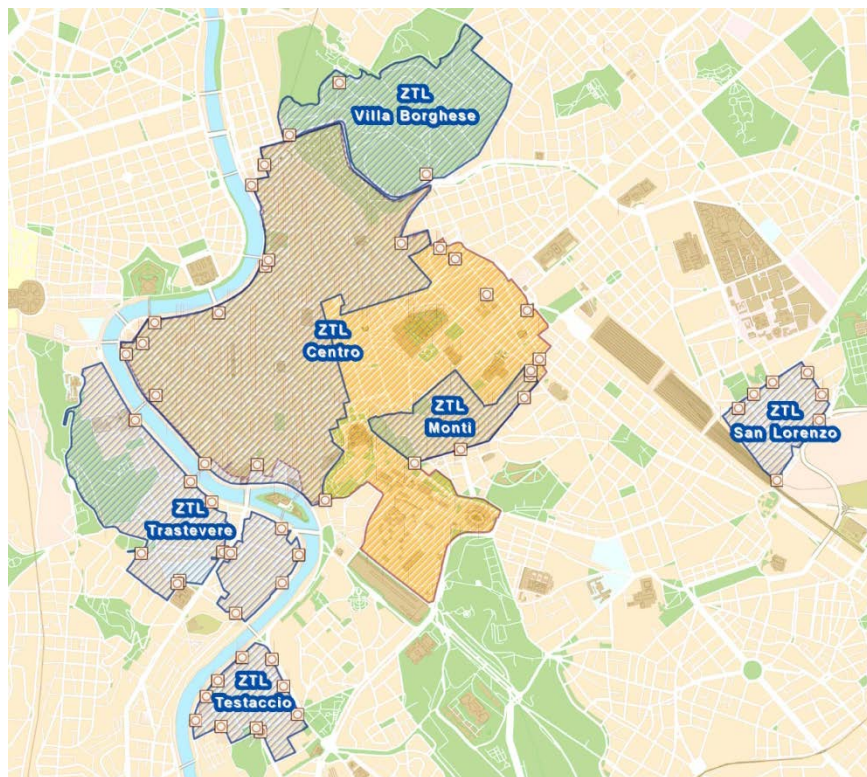 ZTL
Villa Borghese
ZTL
Centro
ZTL
Monti
ZTL
San Lorenzo
ZTL
Trastevere
ZTL
Testaccio